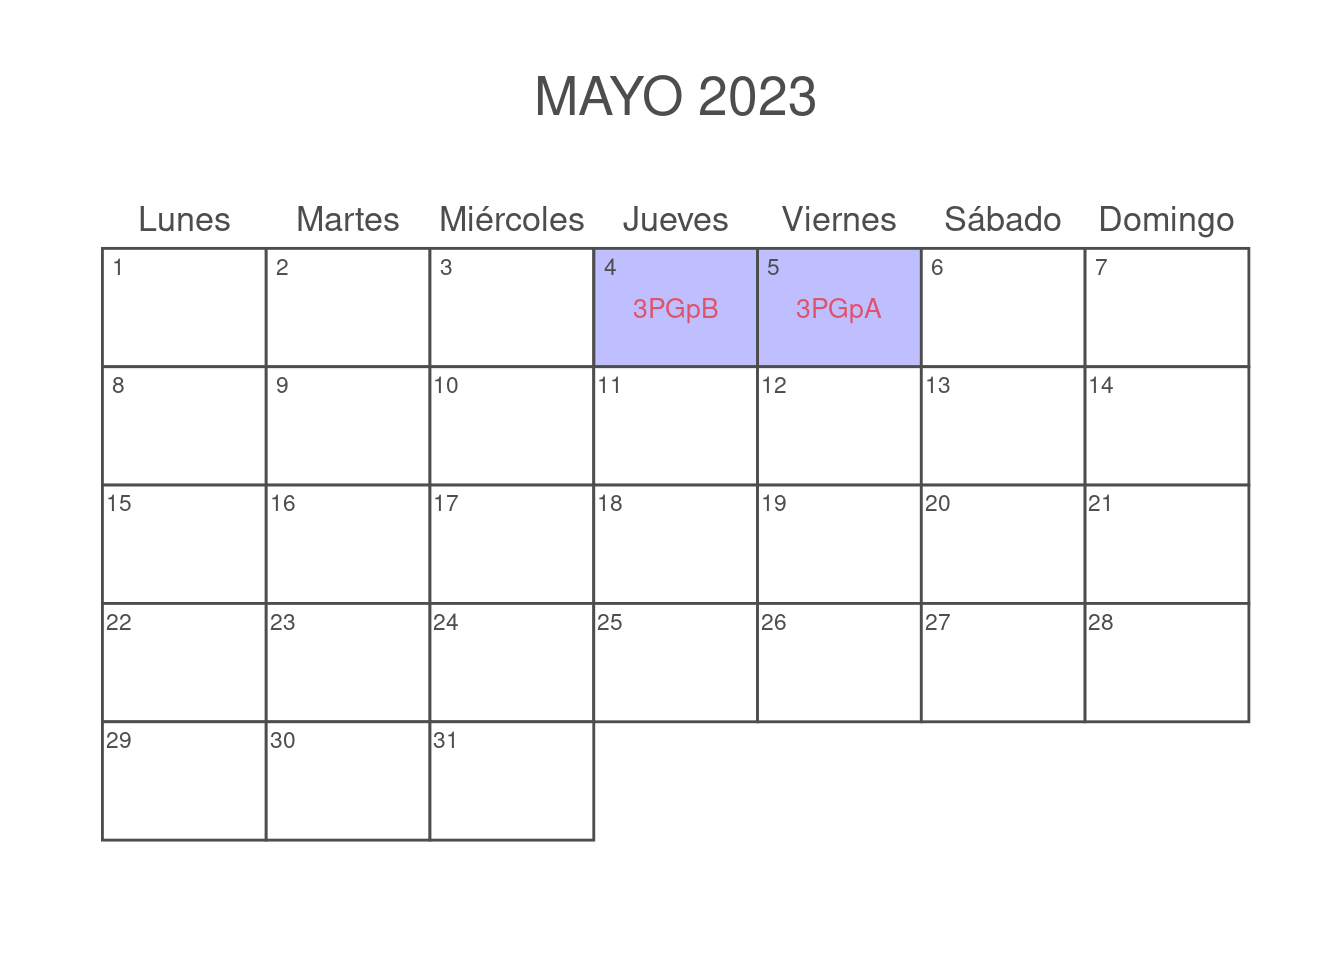 MAYO 2023
Lunes Martes Miércoles Jueves Viernes Sábado Domingo
1 2 3 4 5 6 7
3PGpB 3PGpA
8 9 10 11 12 13 14
15 16 17 18 19 20 21
22 23 24 25 26 27 28
29 30 31